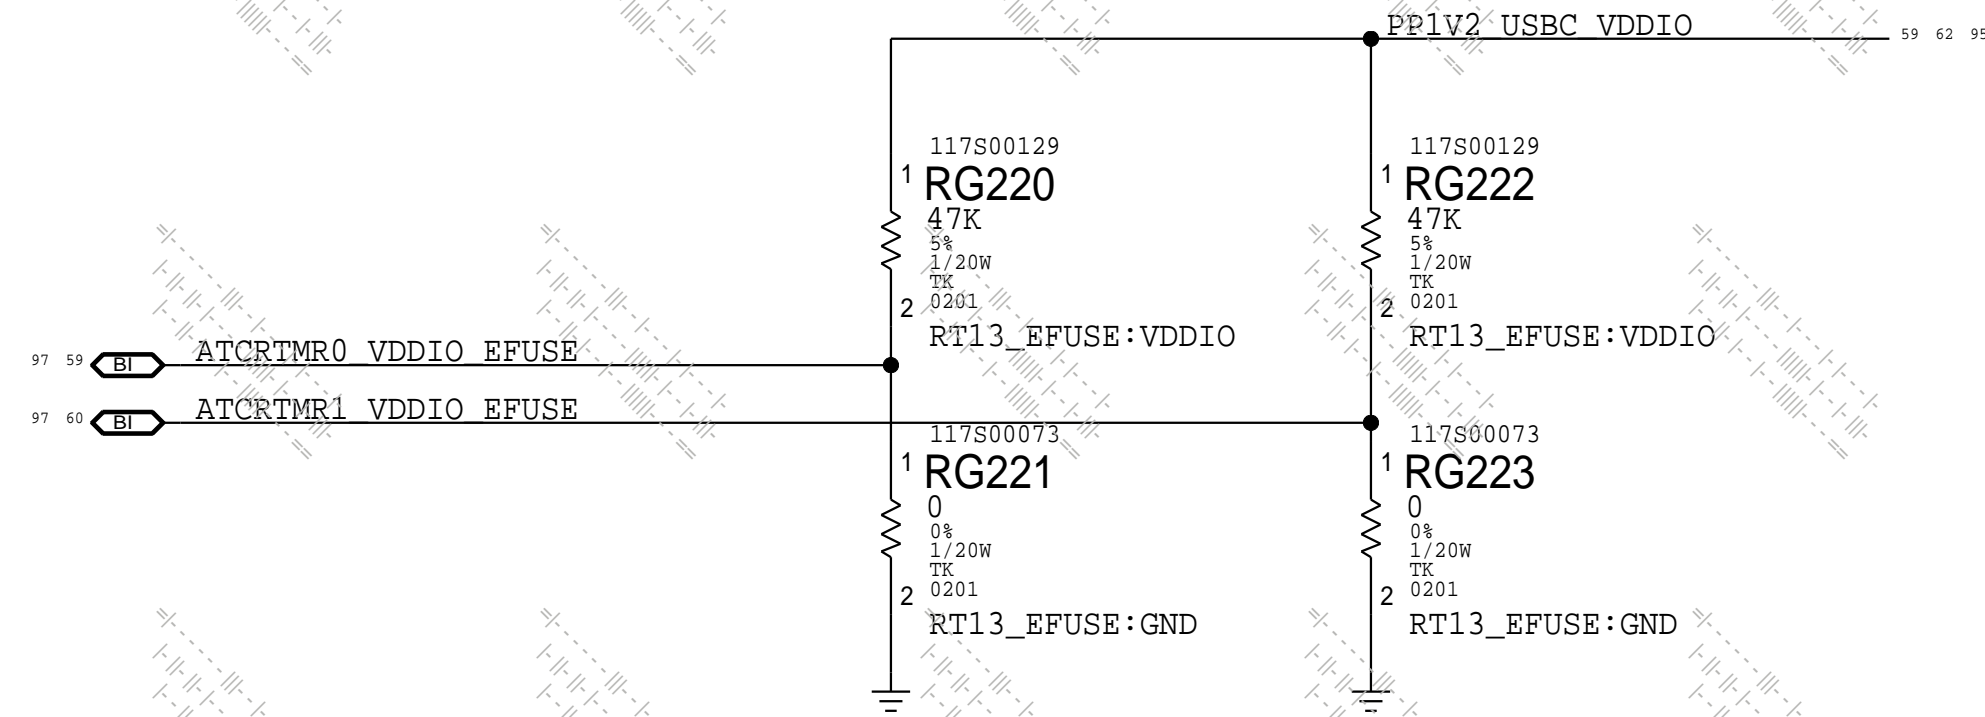 PP1V2_USBC_VDDIO
59 62 95
117S00129
1
RG220
47K
5%
1/20W
TK
0201
2
RT13_EFUSE:VDDIO
117S00129
1
RG222
47K
5%
1/20W
TK
0201
2
RT13_EFUSE:VDDIO
97 59
BI
ATCRTMR0_VDDIO_EFUSE
97 60
BI
ATCRTMR1_VDDIO_EFUSE
117S00073
1
RG221
0
0%
1/20W
TK
0201
2
RT13_EFUSE:GND
117S00073
1
RG223
0
0%
1/20W
TK
0201
2
RT13_EFUSE:GND